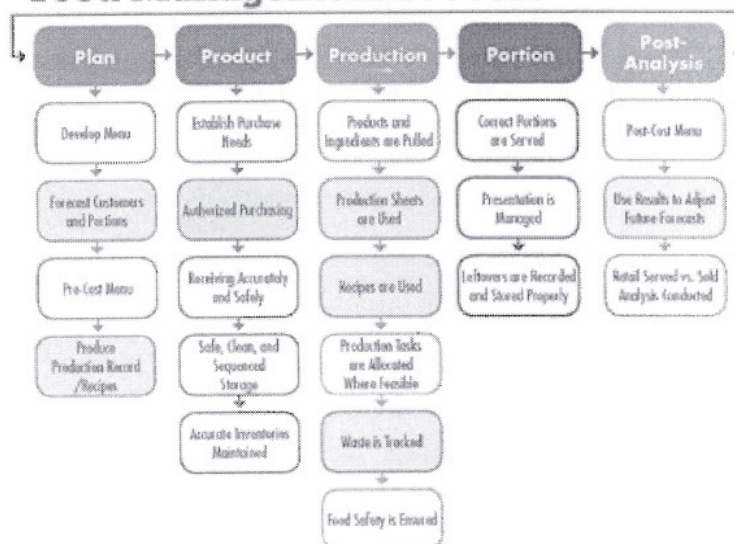 Plan
Product
Production
Portion
Post-
Analysis
Develop Menu
Forecast Customers
and Portions
Pre-Cost Menu
Produce
Production Record
/Recipes
Establish Purchase
Needs
Authorized Purchasing
Receiving Accurately
and Safely
Safe, Clean, and
Sequenced
Storage
Accurate Inventories
Maintained
Products and
Ingredients are Pulled
Production Sheets
are Used
Recipes are Used
Production Tasks
are Allocated
Where Feasible
Waste is Tracked
Food Safety is Ensured
Correct Portions
are Served
Presentation is
Managed
Leftovers are Recorded
and Stored Properly
Post-Cost Menu
Use Results to Adjust
Future Forecasts
Retail Served vs. Sold
Analysis Conducted